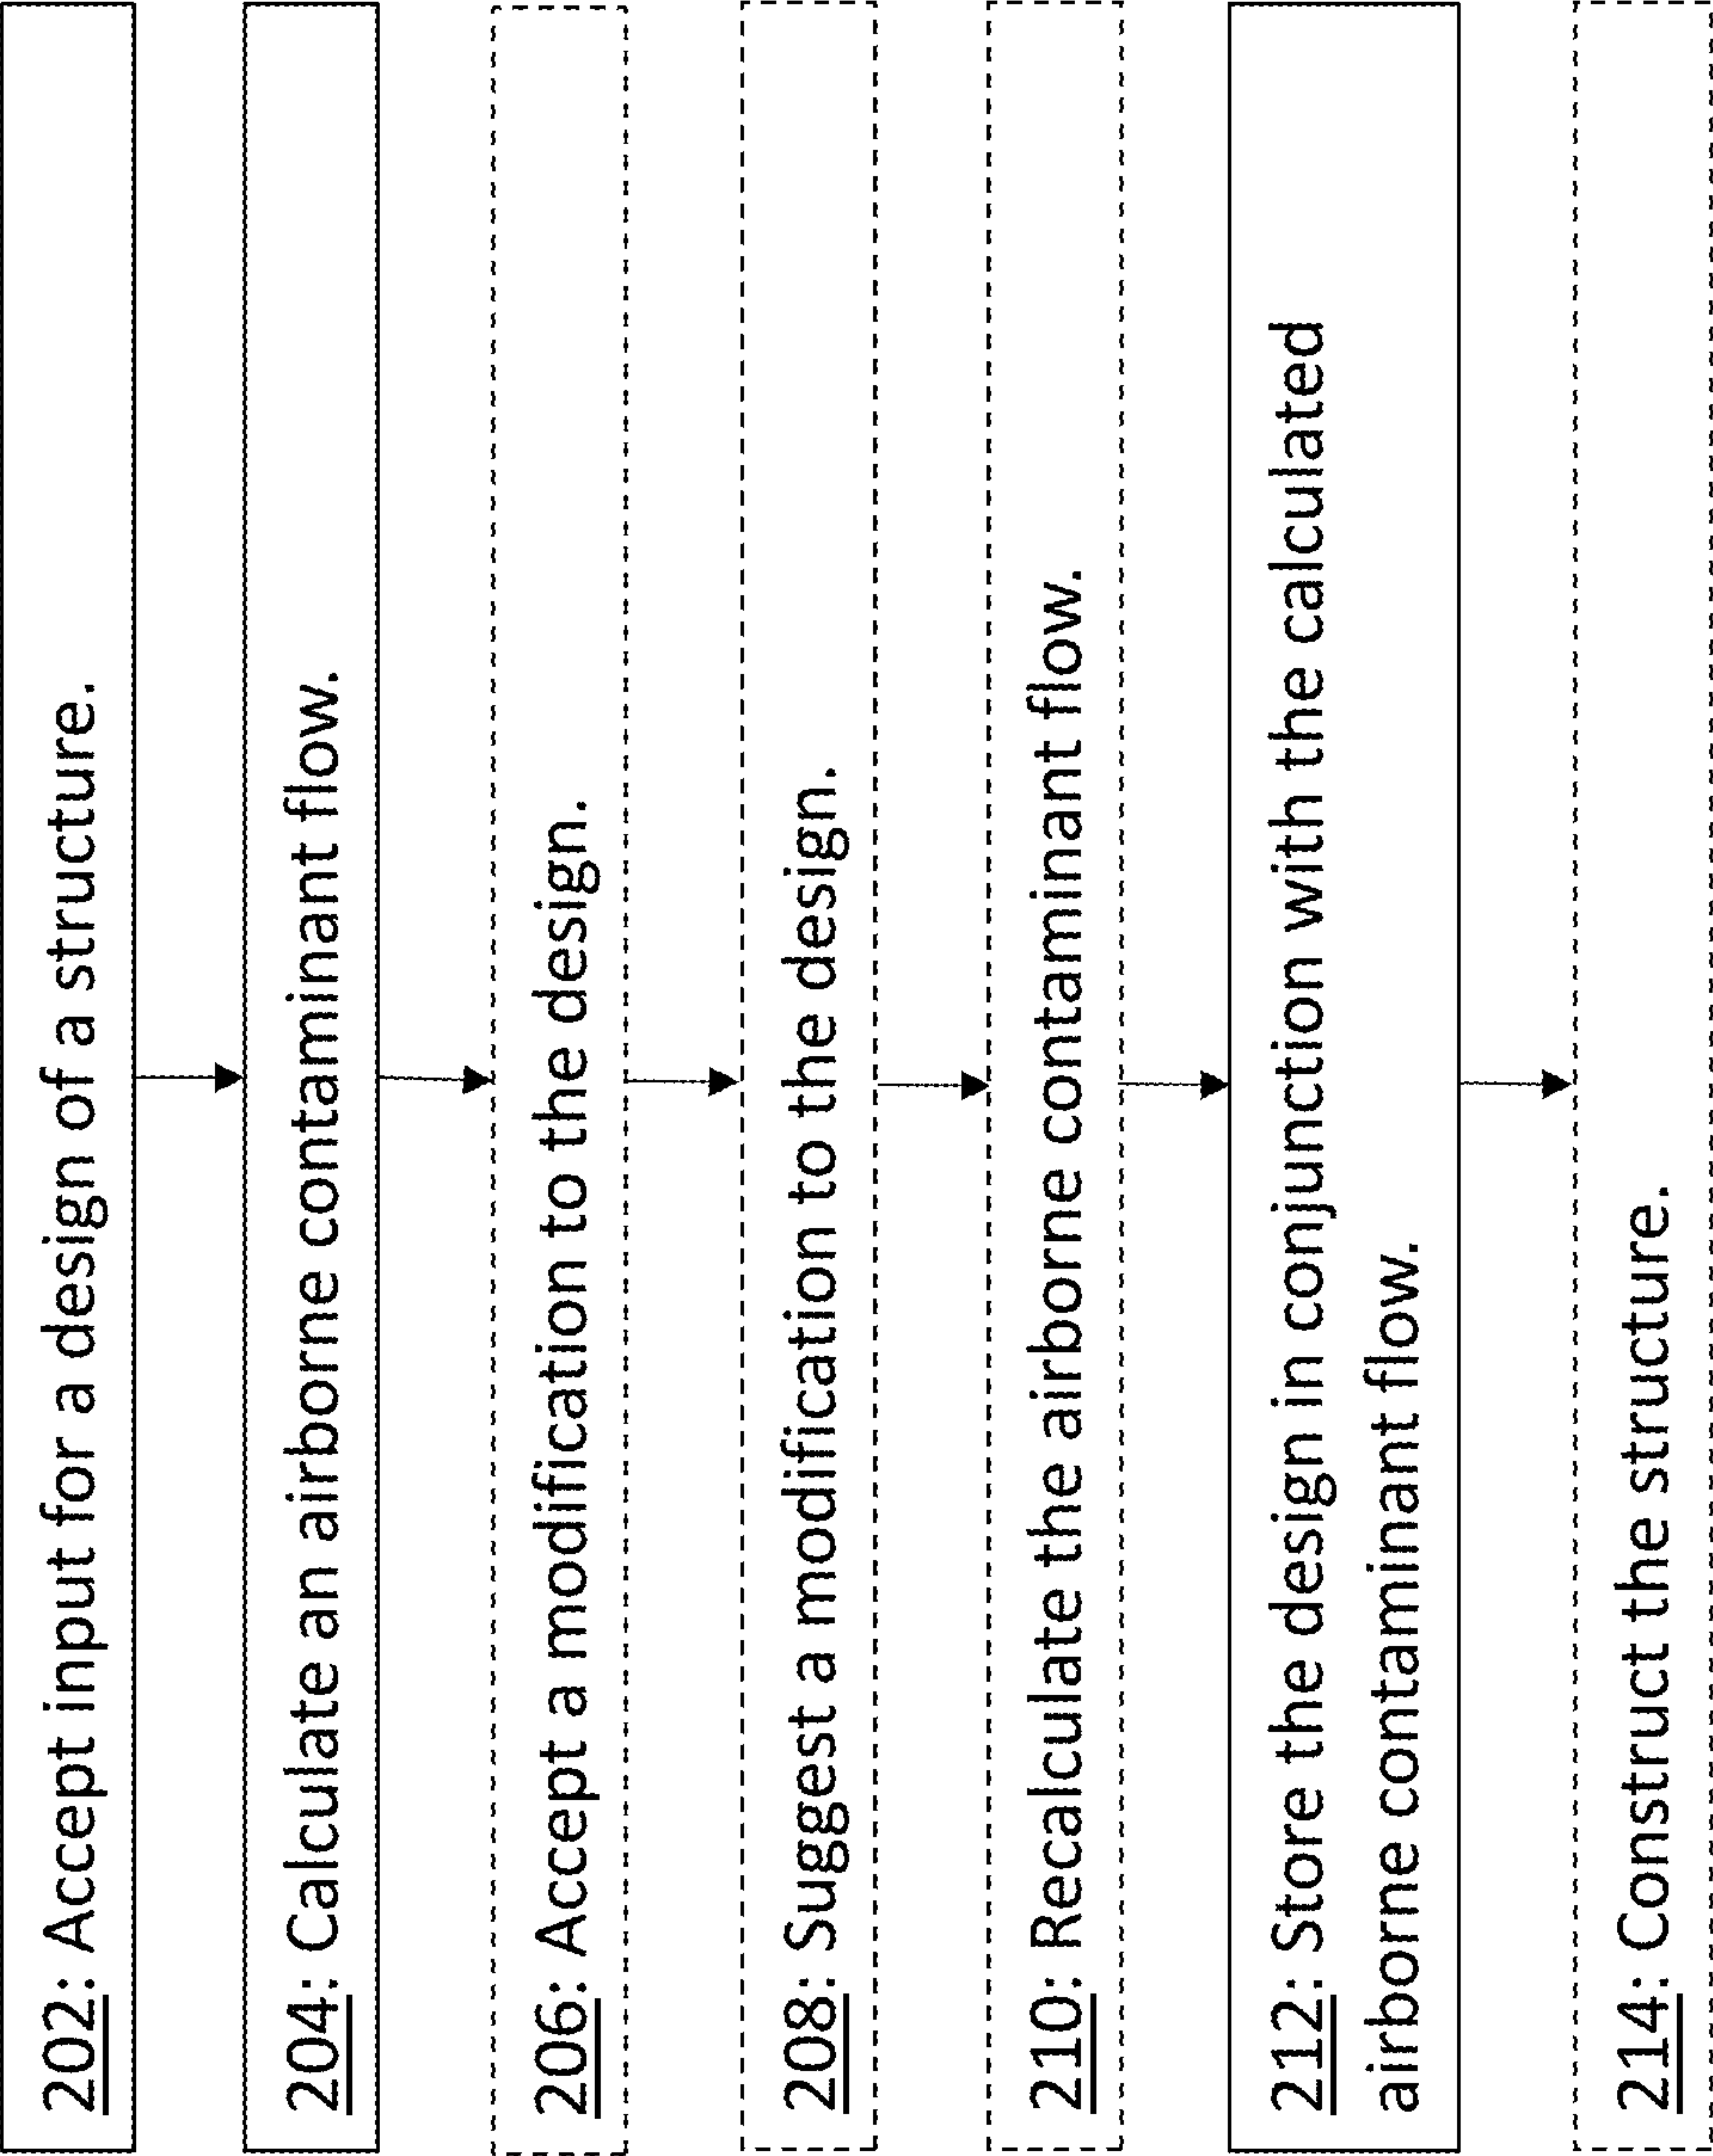 202: Accept input for a design of a structure.
204: Calculate an airborne contaminant flow.
206: Accept a modification to the design.
208: Suggest a modification to the design.
210: Recalculate the airborne contaminant flow.
212: Store the design in conjunction with the calculated
airborne contaminant flow.
214: Construct the structure.